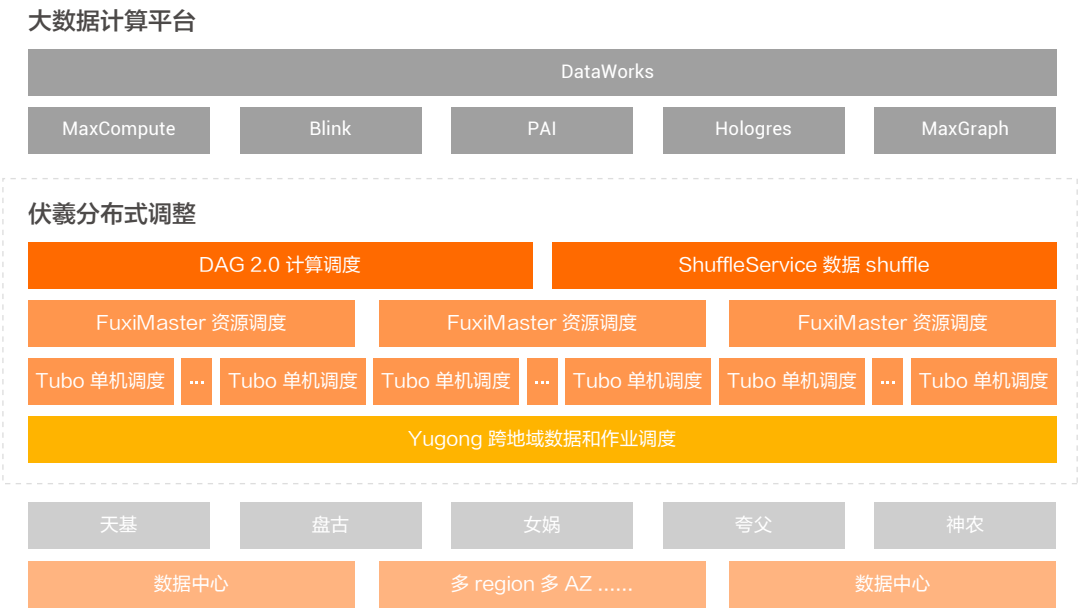 大数据计算平台
DataWorks
MaxCompute Blink PAI Hologres MaxGraph
伏羲分布式调整
DAG 2.0 计算调度 ShuffleService 数据 shuffle
FuxiMaster 资源调度 FuxiMaster 资源调度 FuxiMaster 资源调度
Tubo 单机调度 ... Tubo 单机调度 Tubo 单机调度 ... Tubo 单机调度 Tubo 单机调度 ... Tubo 单机调度
Yugong 跨地域数据和作业调度
天基 盘古 女娲 夸父 神农
数据中心 多 region 多 AZ ...... 数据中心